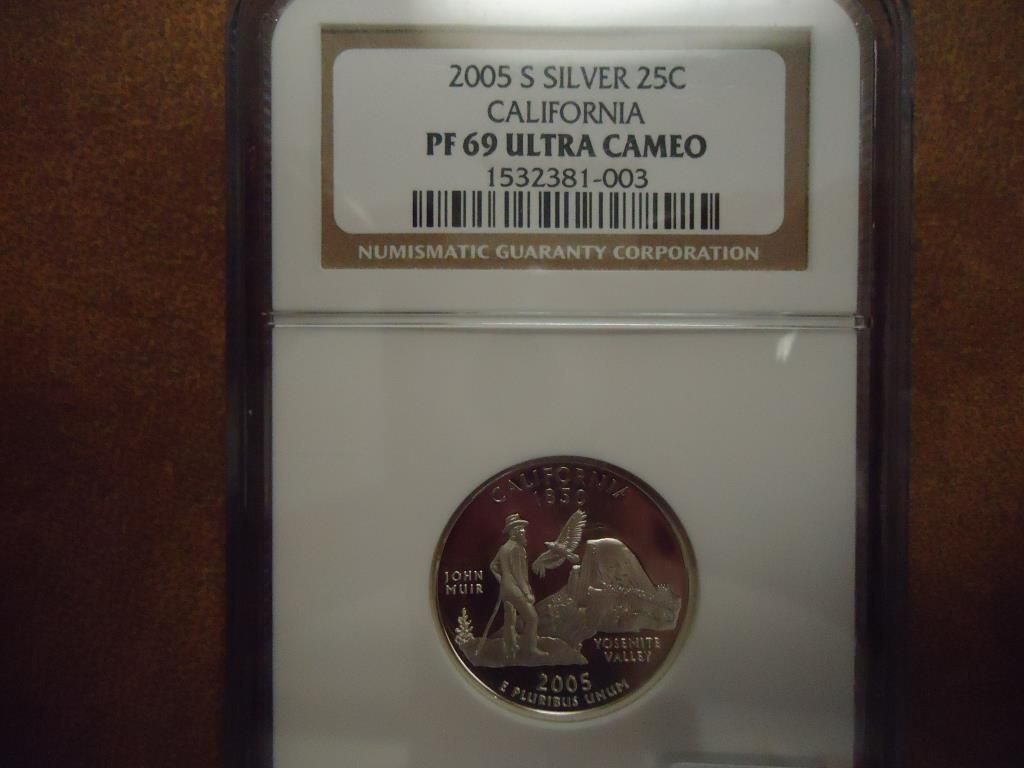 2005 S SILVER 25C
CALIFORNIA
PF 69 ULTRA CAMEO
1532381-003
NUMISMATIC GUARANTY CORPORATION
CALIFORNIA
1850
JOHN
MUIR
YOSEMITE
VALLEY
2005
E PLURIBUS UNUM